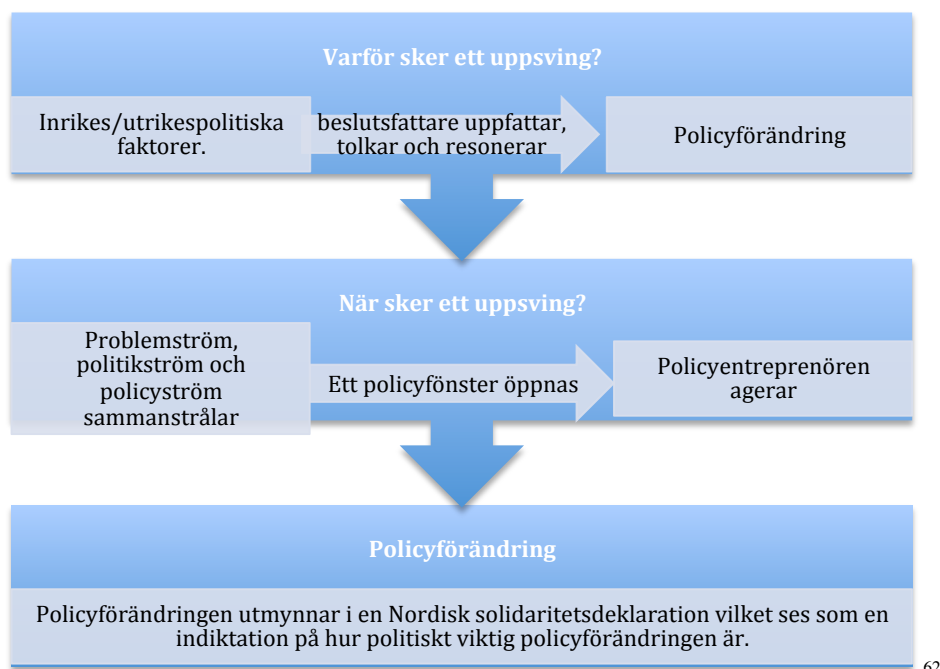 Varför sker ett uppsving?
Inrikes/utrikespolitiska
faktorer.
beslutsfattare uppfattar,
tolkar och resonerar
Policyförändring
När sker ett uppsving?
Problemström,
politikström och
policyström
sammanstrålar
Ett policyfönster öppnas
Policyentreprenören
agerar
Policyförändring
Policyförändringen utmynnar i en Nordisk solidaritetsdeklaration vilket ses som en
indiktation på hur politiskt viktig policyförändringen är.
62